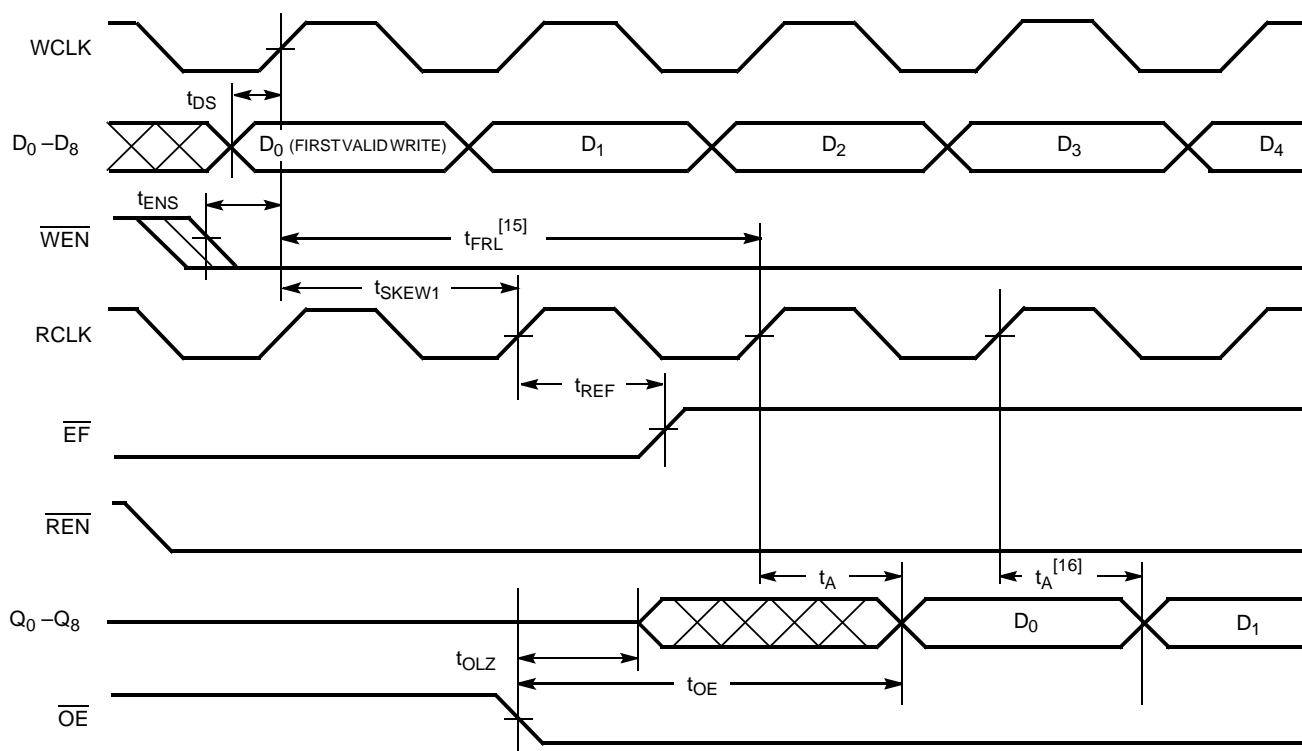 WCLK
tDS
D0 –D8
D0 (FIRST VALID WRITE)
D1
D2
D3
D4
tENS
WEN
tFRL[15]
tSKEW1
RCLK
tREF
EF
REN
tA
tA[16]
Q0 –Q8
D0
D1
tOLZ
tOE
OE